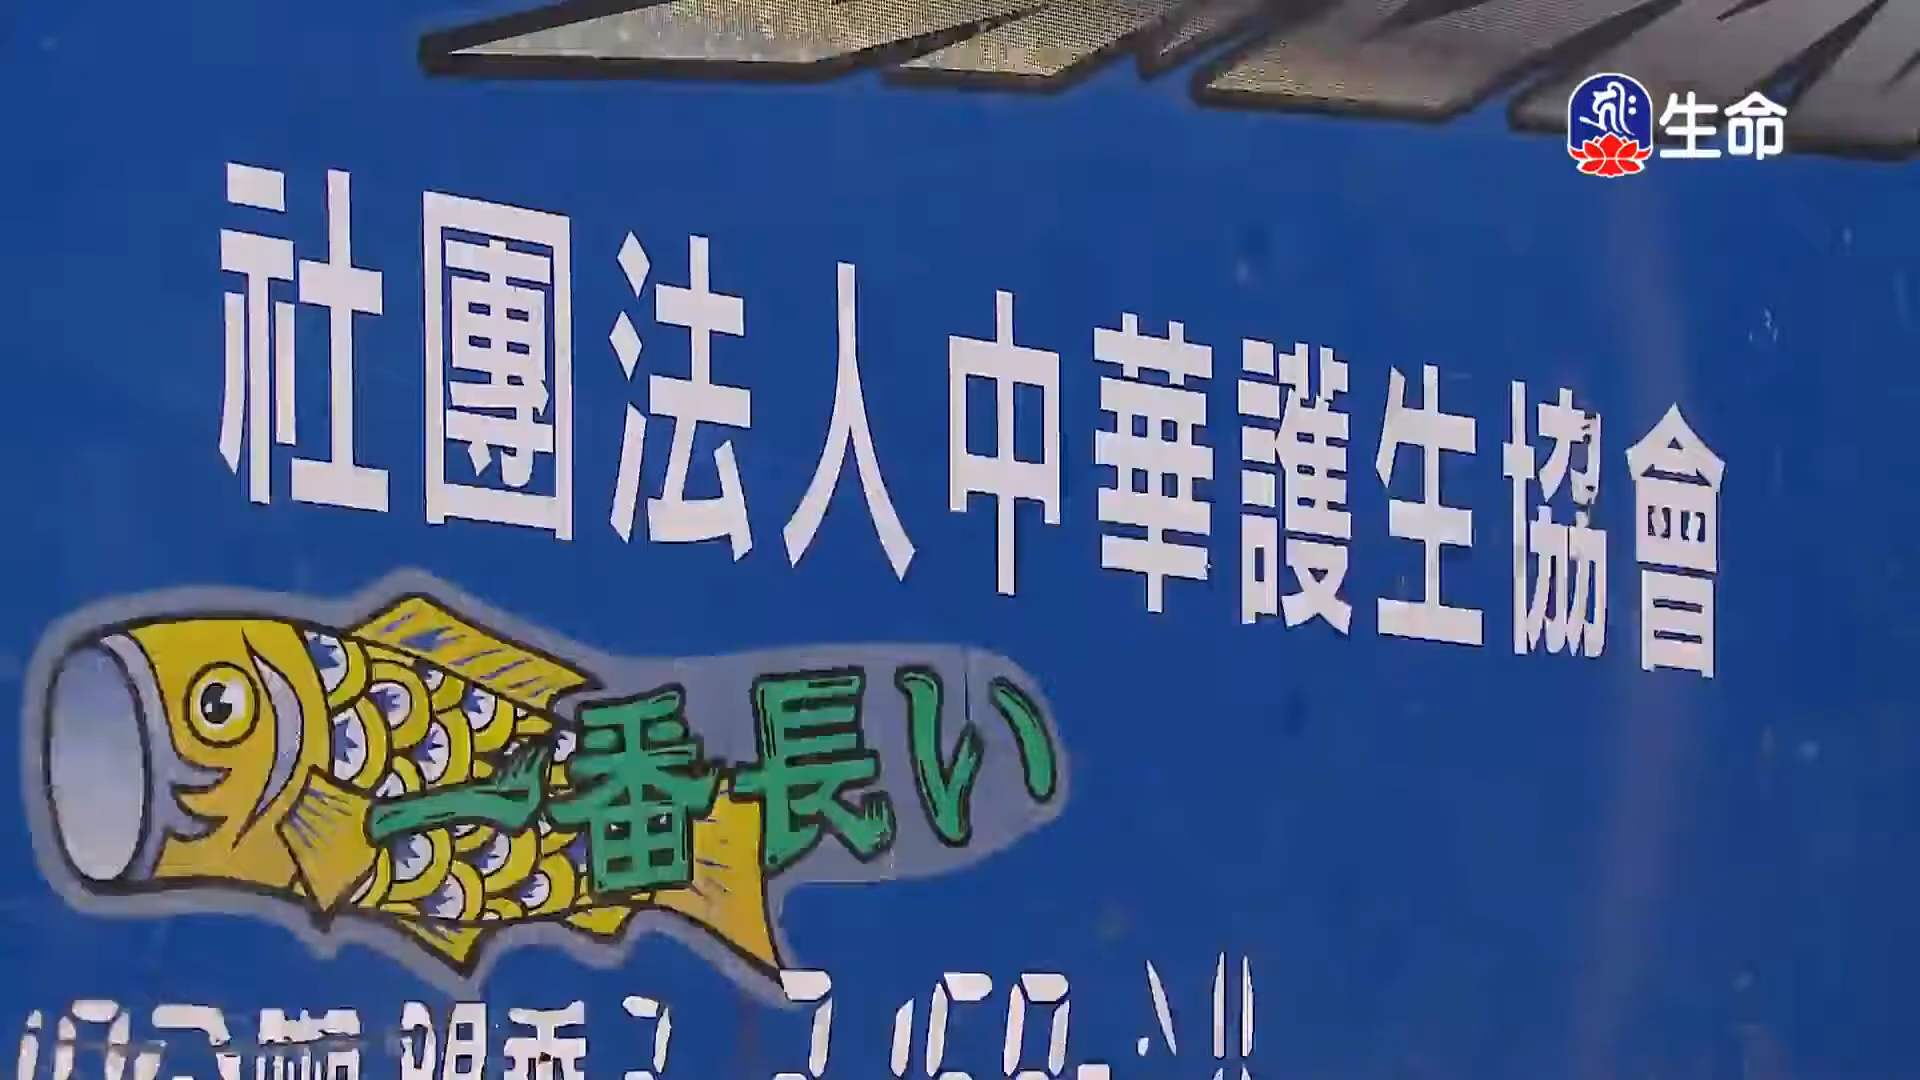 生命
社團法人中華護生協會
一番長い